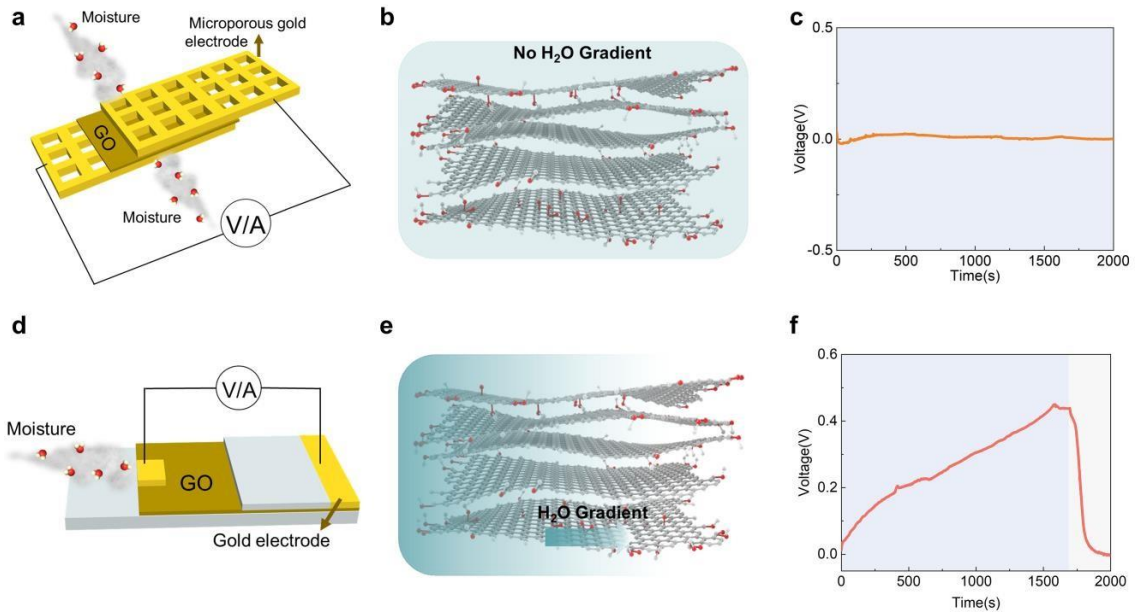 a
Moisture
Microporous gold
electrode
GO
Moisture
V/A
b
No H₂O Gradient
c
0.5
0.0
-0.5
Voltage(V)
0
500
1000
1500
2000
Time(s)
d
V/A
Moisture
GO
Gold electrode
e
H₂O Gradient
f
0.6
0.4
0.2
0.0
Voltage(V)
0
500
1000
1500
2000
Time(s)